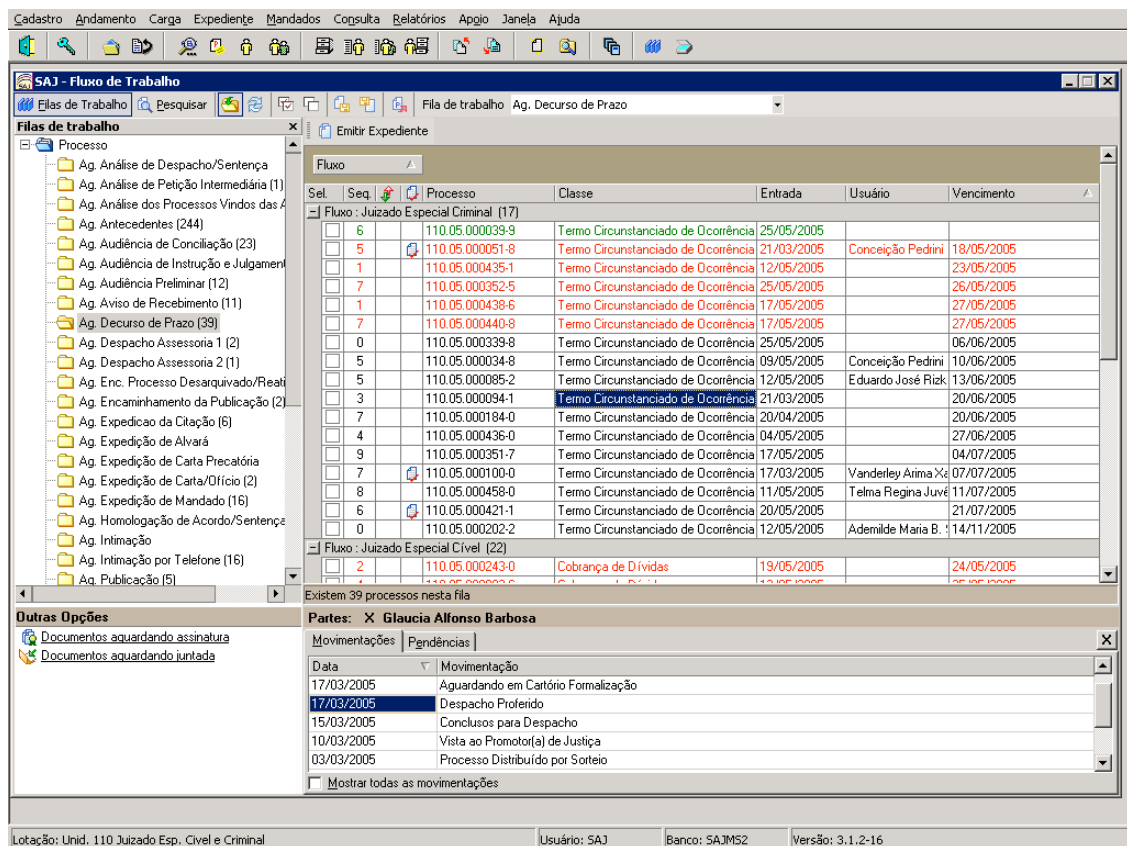 Cadastro Andamento Carga Expediente Mandados Consulta Relatórios Apoio Janela Ajuda
SAJ - Fluxo de Trabalho
Filas de Trabalho Pesquisar Fila de trabalho Ag. Decurso de Prazo
Filas de trabalho
Processo
Ag. Análise de Despacho/Sentença
Ag. Análise de Petição Intermediária (1)
Ag. Análise dos Processos Vindos das A
Ag. Antecedentes (244)
Ag. Audiência de Conciliação (23)
Ag. Audiência de Instrução e Julgamen
Ag. Audiência Preliminar (12)
Ag. Aviso de Recebimento (11)
Ag. Decurso de Prazo (39)
Ag. Despacho Assessoria 1 (2)
Ag. Despacho Assessoria 2 (1)
Ag. Enc. Processo Desarquivado/Reati
Ag. Encaminhamento da Publicação (2)
Ag. Expedicao da Citação (6)
Ag. Expedição de Alvará
Ag. Expedição de Carta Precatória
Ag. Expedição de Carta/Ofício (2)
Ag. Expedição de Mandado (16)
Ag. Homologação de Acordo/Sentença
Ag. Intimação
Ag. Intimação por Telefone (16)
Ag. Publicação (5)
Outras Opções
Documentos aguardando assinatura
Documentos aguardando juntada
Emitir Expediente
Fluxo
Sel. Seq. Processo Classe Entrada Usuário Vencimento
Fluxo : Juizado Especial Criminal (17)
6 110.05.000039-9 Termo Circunstanciado de Ocorrência 25/05/2005
5 110.05.000051-8 Termo Circunstanciado de Ocorrência 21/03/2005 Conceição Pedrini 18/05/2005
1 110.05.000435-1 Termo Circunstanciado de Ocorrência 12/05/2005 23/05/2005
7 110.05.000352-5 Termo Circunstanciado de Ocorrência 25/05/2005 26/05/2005
1 110.05.000438-6 Termo Circunstanciado de Ocorrência 17/05/2005 27/05/2005
7 110.05.000440-8 Termo Circunstanciado de Ocorrência 17/05/2005 27/05/2005
0 110.05.000339-8 Termo Circunstanciado de Ocorrência 25/05/2005 06/06/2005
5 110.05.000034-8 Termo Circunstanciado de Ocorrência 09/05/2005 Conceição Pedrini 10/06/2005
5 110.05.000085-2 Termo Circunstanciado de Ocorrência 12/05/2005 Eduardo José Rizk 13/06/2005
3 110.05.000094-1 Termo Circunstanciado de Ocorrência 21/03/2005 20/06/2005
7 110.05.000184-0 Termo Circunstanciado de Ocorrência 20/04/2005 20/06/2005
4 110.05.000436-0 Termo Circunstanciado de Ocorrência 04/05/2005 27/06/2005
9 110.05.000351-7 Termo Circunstanciado de Ocorrência 17/05/2005 04/07/2005
7 110.05.000100-0 Termo Circunstanciado de Ocorrência 17/03/2005 Vanderley Arima Xa 07/07/2005
8 110.05.000458-0 Termo Circunstanciado de Ocorrência 11/05/2005 Telma Regina Juvê 11/07/2005
6 110.05.000421-1 Termo Circunstanciado de Ocorrência 20/05/2005 21/07/2005
0 110.05.000202-2 Termo Circunstanciado de Ocorrência 12/05/2005 Ademilde Maria B. 14/11/2005
Fluxo : Juizado Especial Cível (22)
2 110.05.000243-0 Cobrança de Dívidas 19/05/2005 24/05/2005
Existem 39 processos nesta fila
Partes: X Glaucia Alfonso Barbosa
Movimentações Pendências
Data Movimentação
17/03/2005 Aguardando em Cartório Formalização
17/03/2005 Despacho Proferido
15/03/2005 Conclusos para Despacho
10/03/2005 Vista ao Promotor(a) de Justiça
03/03/2005 Processo Distribuído por Sorteio
Mostrar todas as movimentações
Lotação: Unid. 110 Juizado Esp. Civel e Criminal Usuário: SAJ Banco: SAJMS2 Versão: 3.1.2-16